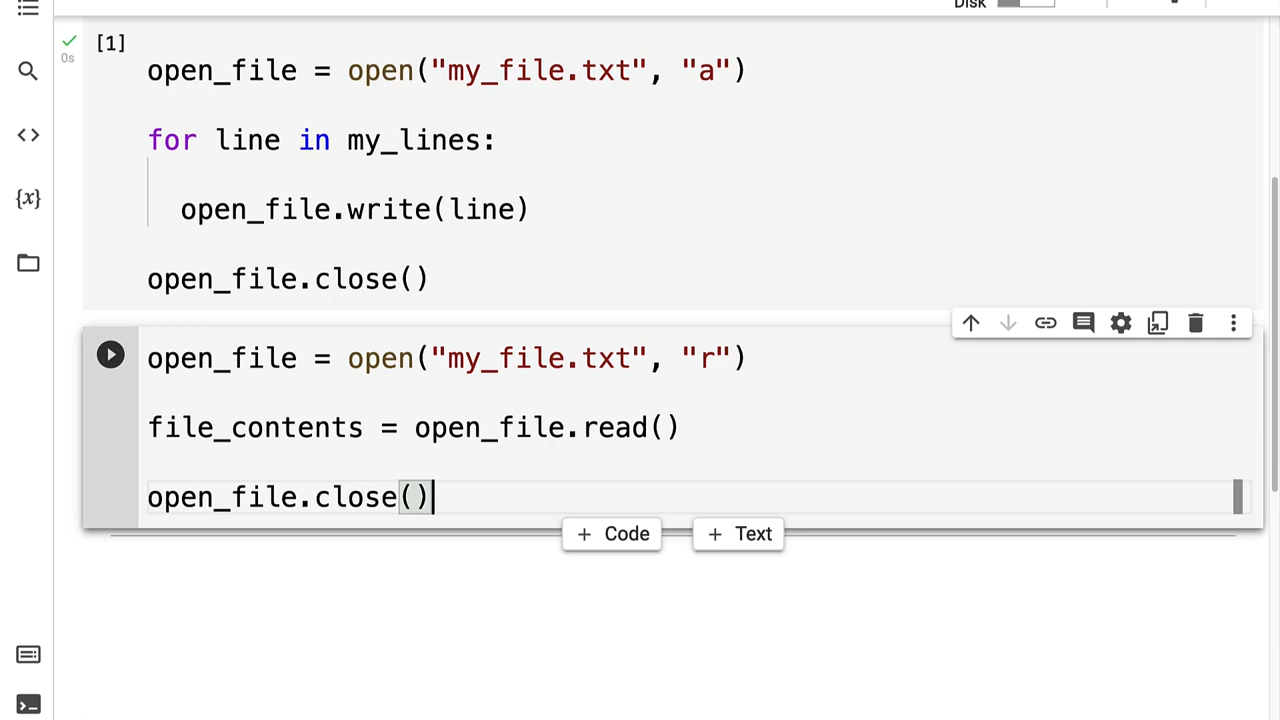 Disk
[1]
0s
open_file = open("my_file.txt", "a")
for line in my_lines:
open_file.write(line)
open_file.close()
{x}
open_file = open("my_file.txt", "r")
file_contents = open_file.read()
open_file.close()
+ Code + Text